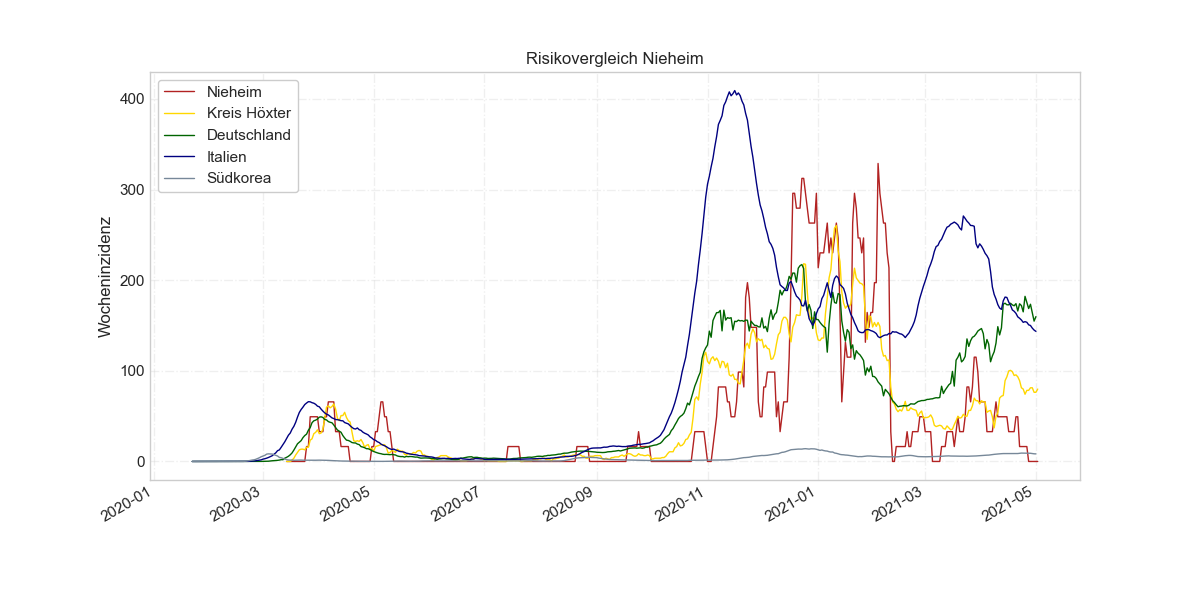 Risikovergleich Nieheim
Nieheim
Kreis Höxter
Deutschland
Italien
Südkorea
Wocheninzidenz
400
300
200
100
0
2020-01
2020-03
2020-05
2020-07
2020-09
2020-11
2021-01
2021-03
2021-05